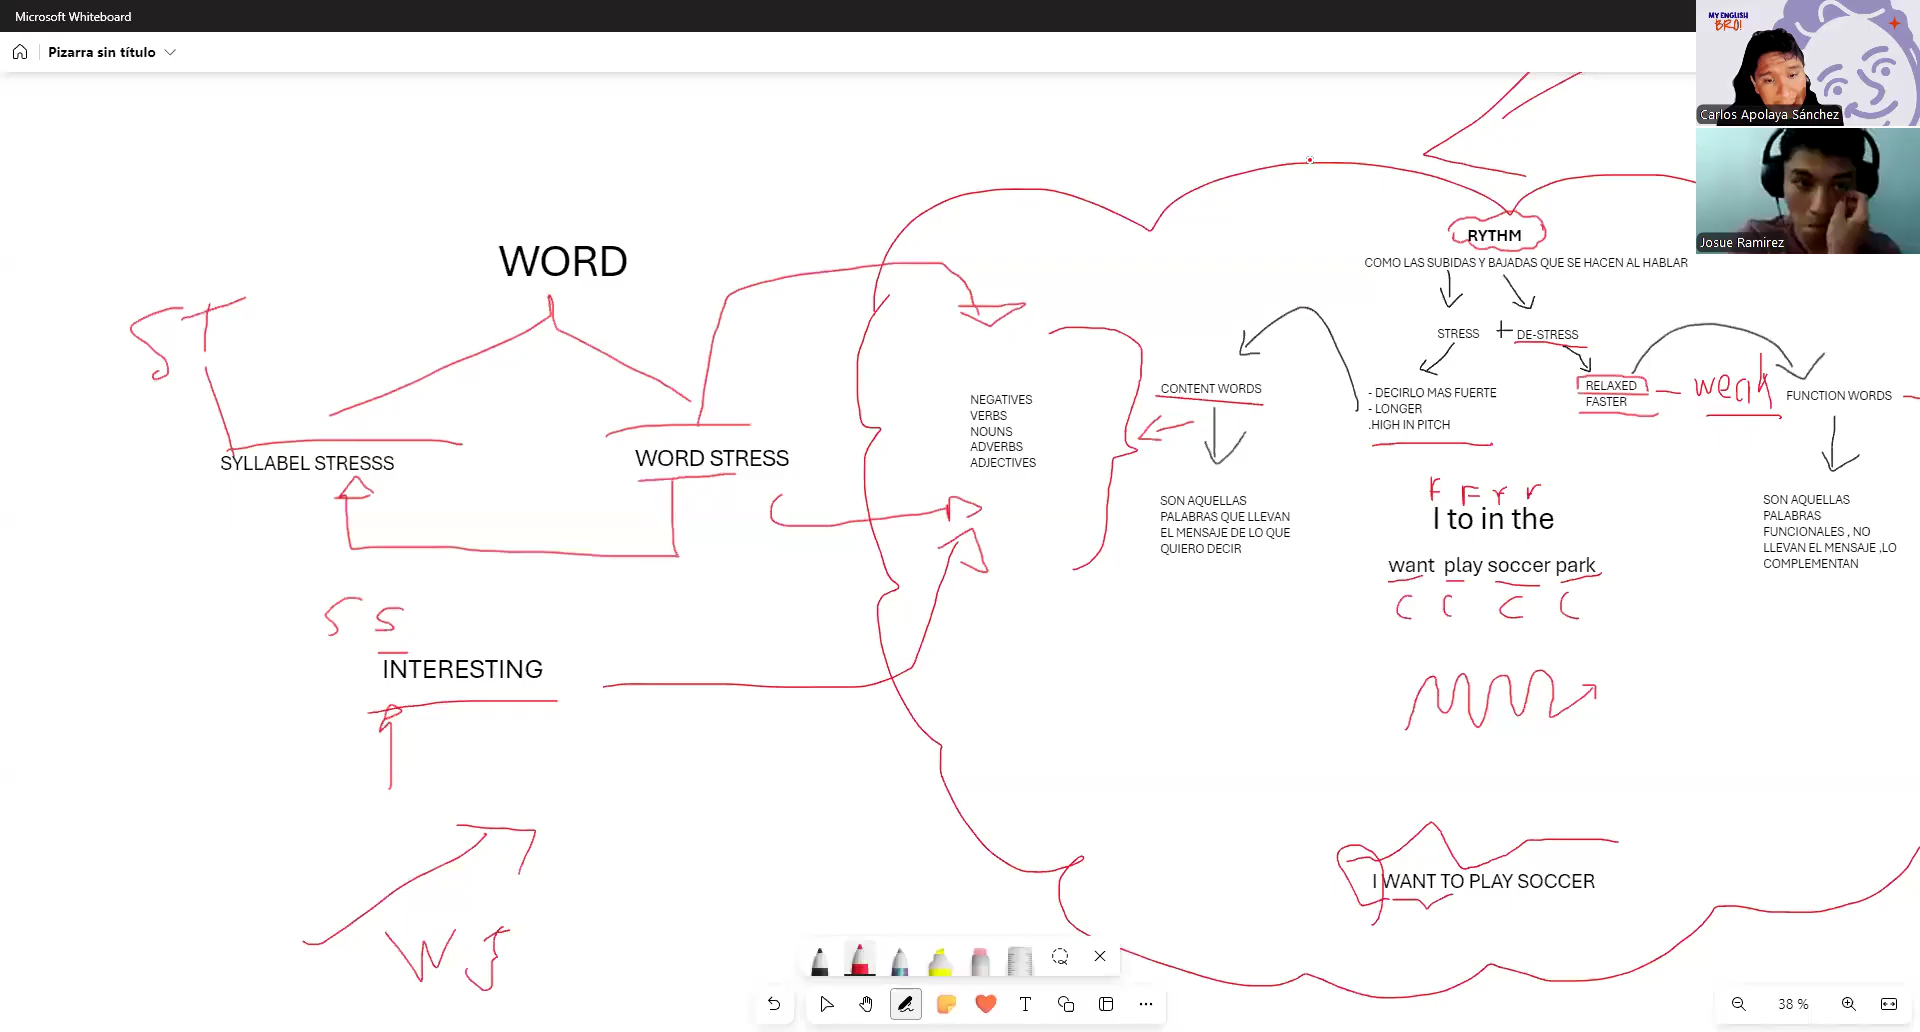 Microsoft Whiteboard
Pizarra sin título
MY ENGLISH
BRO!
Carlos Apolaya Sánchez
Josue Ramirez
WORD
ST
SYLLABEL STRESSS
WORD STRESS
S S
INTERESTING
W S
NEGATIVES
VERBS
NOUNS
ADVERBS
ADJECTIVES
RYTHM
COMO LAS SUBIDAS Y BAJADAS QUE SE HACEN AL HABLAR
STRESS + DE-STRESS
CONTENT WORDS
- DECIRLO MAS FUERTE
- LONGER
.HIGH IN PITCH
RELAXED
FASTER
weak
FUNCTION WORDS
SON AQUELLAS
PALABRAS QUE LLEVAN
EL MENSAJE DE LO QUE
QUIERO DECIR
F F r r
I to in the
want play soccer park
C C C C
SON AQUELLAS
PALABRAS
FUNCIONALES , NO
LLEVAN EL MENSAJE ,LO
COMPLEMENTAN
I WANT TO PLAY SOCCER
38 %